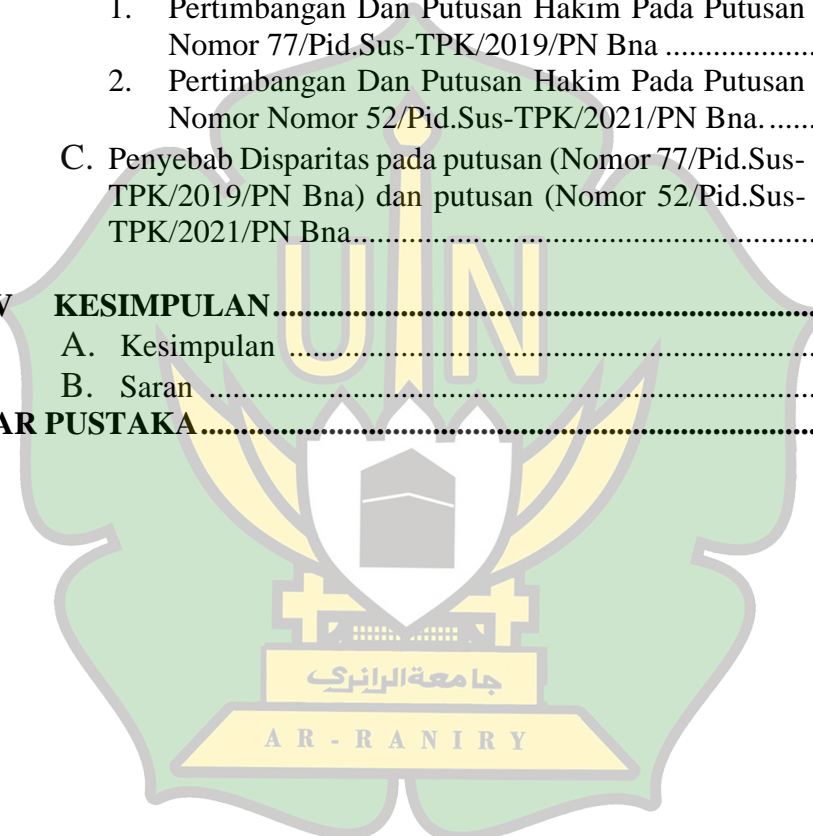 1. Pertimbangan Dan Putusan Hakim Pada Putusan
Nomor 77/Pid.Sus-TPK/2019/PN Bna ..................
2. Pertimbangan Dan Putusan Hakim Pada Putusan
Nomor Nomor 52/Pid.Sus-TPK/2021/PN Bna.......
C. Penyebab Disparitas pada putusan (Nomor 77/Pid.Sus-
TPK/2019/PN Bna) dan putusan (Nomor 52/Pid.Sus-
TPK/2021/PN Bna.......................................................
V KESIMPULAN................................................................
A. Kesimpulan ..............................................................
B. Saran .......................................................................
AR PUSTAKA........................................................................
UIN
جامعة الرانري
AR-RANIRY